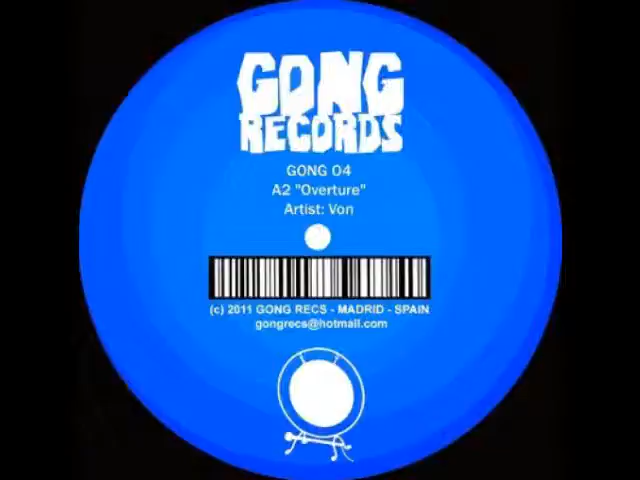 GONG
RECORDS
GONG 04
A2 "Overture"
Artist: Von
(c) 2011 GONG RECS - MADRID - SPAIN
gongrecs@hotmail.com